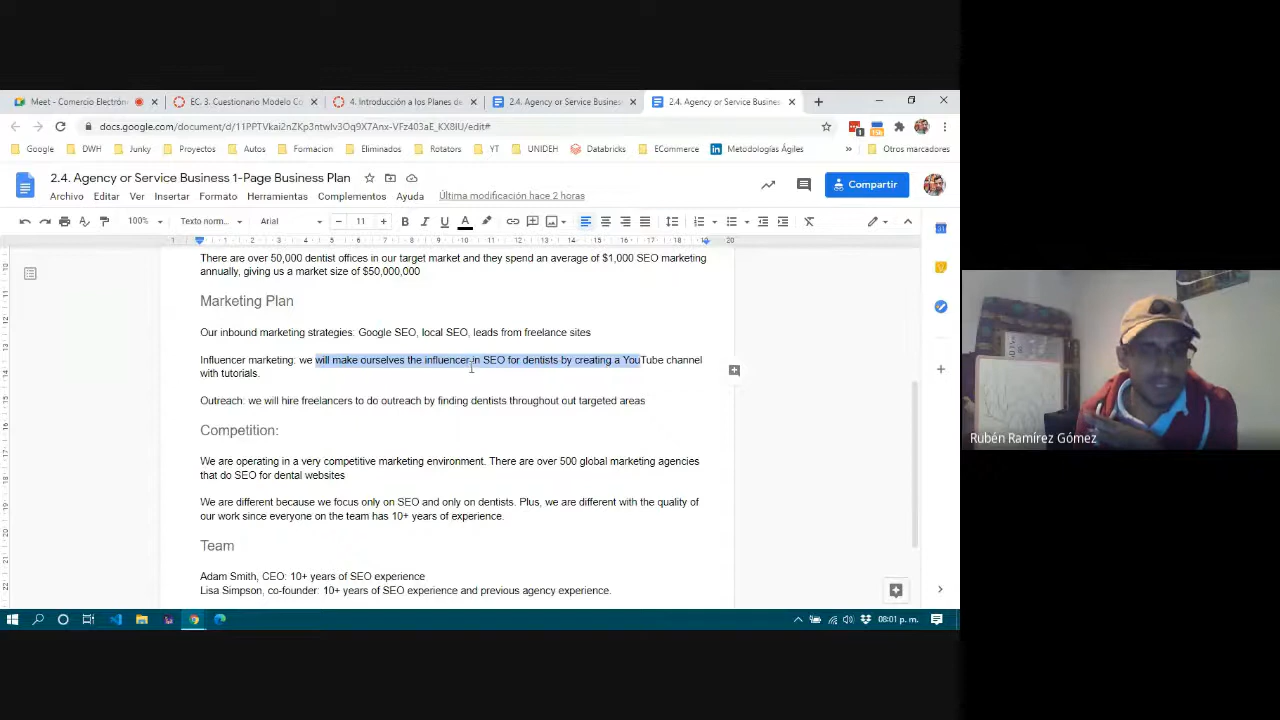 Meet - Comercio Electrón
EC. 3. Cuestionario Modelo Co
4. Introducción a los Planes de
2.4. Agency or Service Business
2.4. Agency or Service Busine
docs.google.com/document/d/11PPTVkai2nZKp3ntwIv3Oq9X7Anx-VFz403aE_KX8IU/edit#
Google DWH Junky Proyectos Autos Formacion Eliminados Rotators YT UNIDEH Databricks ECommerce Metodologías Ágiles » Otros marcadores
2.4. Agency or Service Business 1-Page Business Plan
Compartir
Archivo Editar Ver Insertar Formato Herramientas Complementos Ayuda Última modificación hace 2 horas
100% Texto norm... Arial 11 B I U A
There are over 50,000 dentist offices in our target market and they spend an average of $1,000 SEO marketing
annually, giving us a market size of $50,000,000
Marketing Plan
Our inbound marketing strategies: Google SEO, local SEO, leads from freelance sites
Influencer marketing: we will make ourselves the influencer in SEO for dentists by creating a YouTube channel
with tutorials.
Outreach: we will hire freelancers to do outreach by finding dentists throughout out targeted areas
Competition:
We are operating in a very competitive marketing environment. There are over 500 global marketing agencies
that do SEO for dental websites
We are different because we focus only on SEO and only on dentists. Plus, we are different with the quality of
our work since everyone on the team has 10+ years of experience.
Team
Adam Smith, CEO: 10+ years of SEO experience
Lisa Simpson, co-founder: 10+ years of SEO experience and previous agency experience.
08:01 p. m.
Rubén Ramírez Gómez